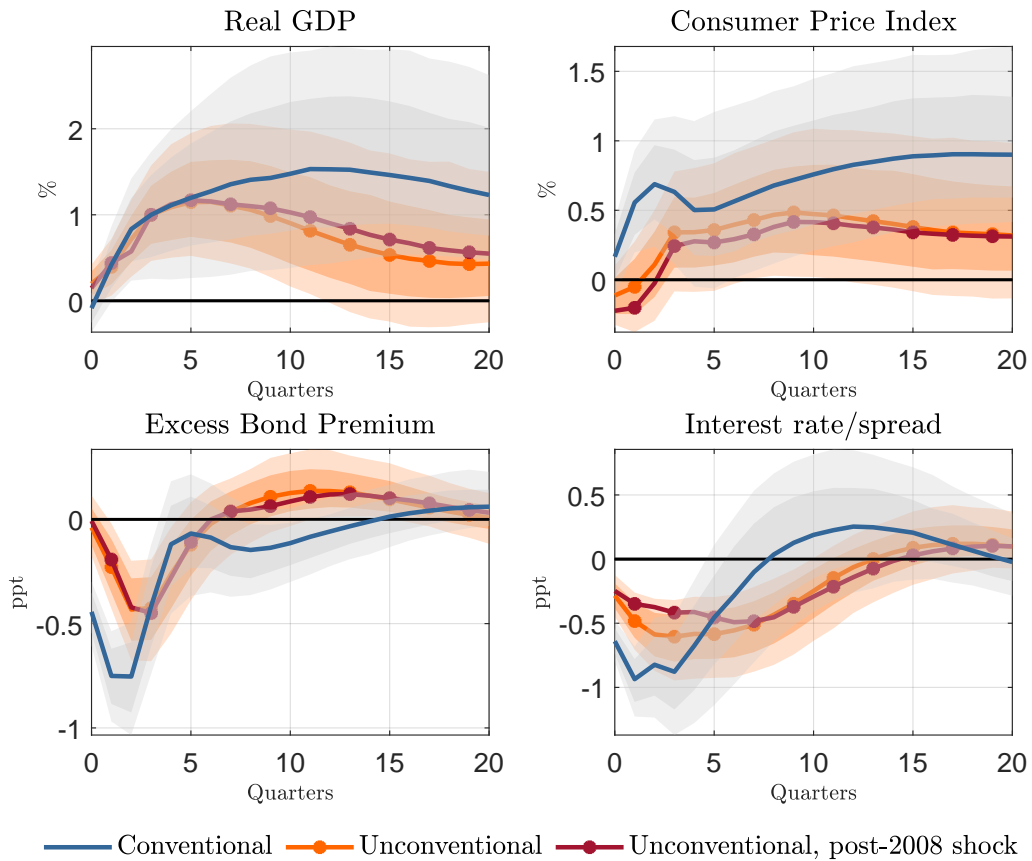 Real GDP
%
2
1
0
0 5 10 15 20
Quarters
Consumer Price Index
%
1.5
1
0.5
0
0 5 10 15 20
Quarters
Excess Bond Premium
ppt
0
-0.5
-1
0 5 10 15 20
Quarters
Interest rate/spread
ppt
0.5
0
-0.5
-1
0 5 10 15 20
Quarters
Conventional Unconventional Unconventional, post-2008 shock